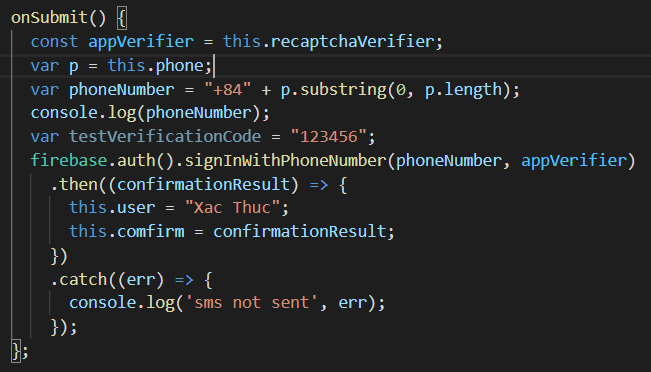 onSubmit() {
const appVerifier = this.recaptchaVerifier;
var p = this.phone;
var phoneNumber = "+84" + p.substring(0, p.length);
console.log(phoneNumber);
var testVerificationCode = "123456";
firebase.auth().signInWithPhoneNumber(phoneNumber, appVerifier)
.then((confirmationResult) => {
this.user = "Xac Thuc";
this.comfirm = confirmationResult;
})
.catch((err) => {
console.log('sms not sent', err);
});
};